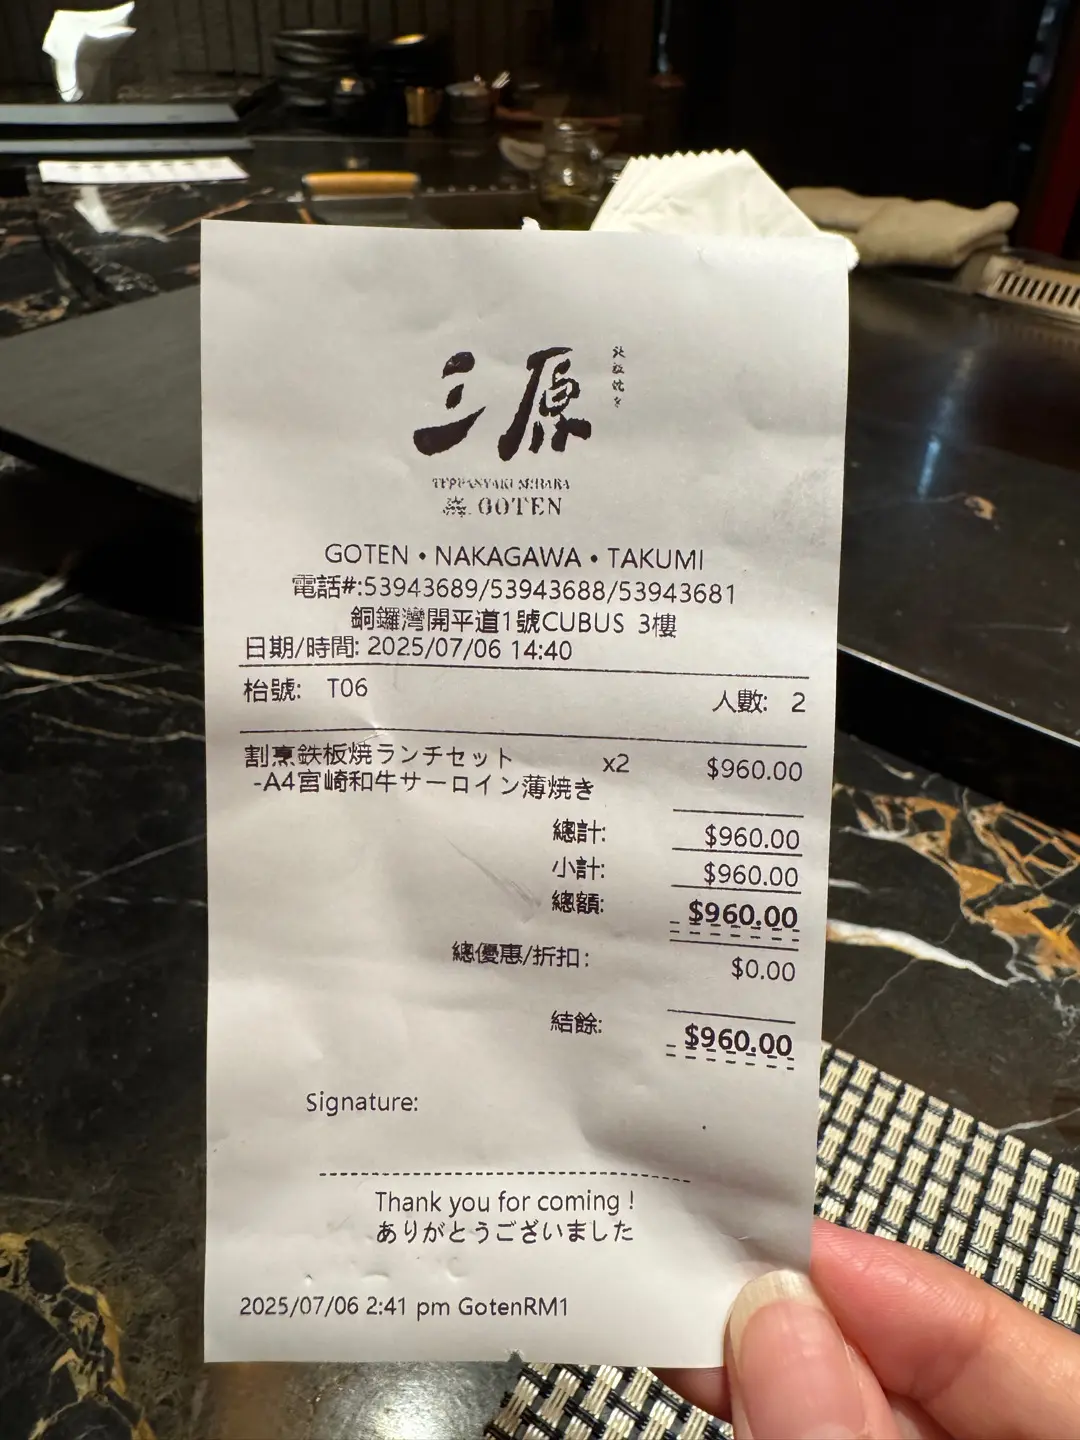 三原
鉄板焼き
TEPPANYAKI MIHARA
GOTEN
GOTEN • NAKAGAWA • TAKUMI
電話#:53943689/53943688/53943681
銅鑼灣開平道1號CUBUS 3樓
日期/時間: 2025/07/06 14:40
枱號: T06 人數: 2
割烹鉄板焼ランチセット x2 $960.00
-A4宮崎和牛サーロイン薄焼き
總計: $960.00
小計: $960.00
總額: $960.00
總優惠/折扣: $0.00
結餘: $960.00
Signature:
Thank you for coming !
ありがとうございました
2025/07/06 2:41 pm GotenRM1